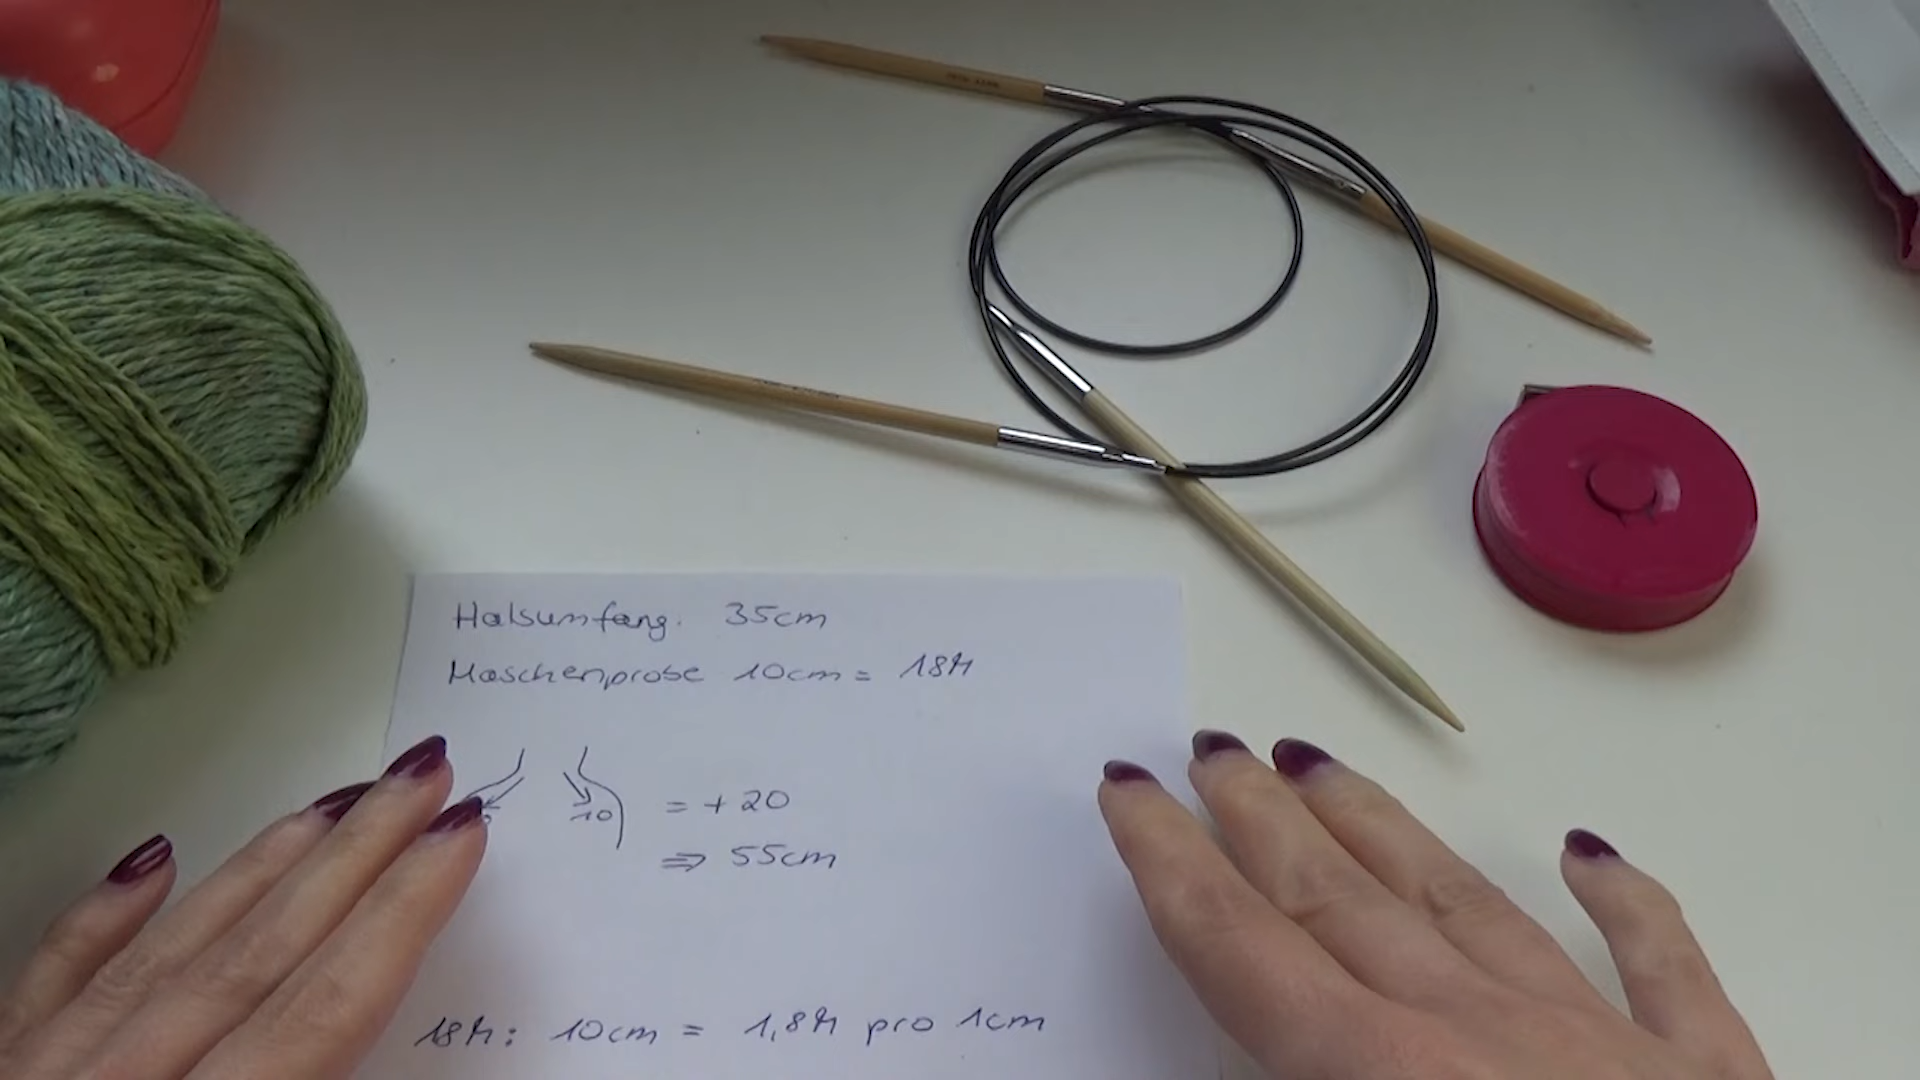 Halsumfang. 35cm
Maschenprobe 10cm = 18M
10 = + 20
⇒ 55cm
18M : 10cm = 1,8M pro 1cm